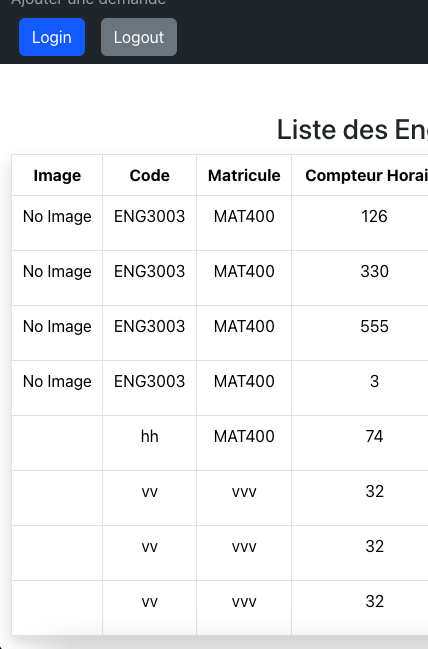 Ajouter une demande
Login Logout
Liste des En
Image Code Matricule Compteur Horai
No Image ENG3003 MAT400 126
No Image ENG3003 MAT400 330
No Image ENG3003 MAT400 555
No Image ENG3003 MAT400 3
hh MAT400 74
vv vvv 32
vv vvv 32
vv vvv 32